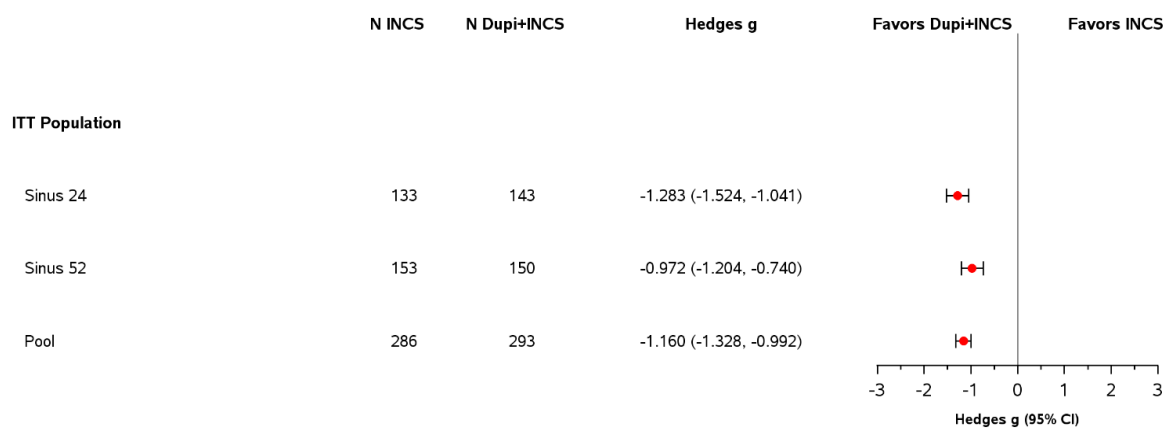 N INCS N Dupi+INCS Hedges g Favors Dupi+INCS Favors INCS
ITT Population
Sinus 24 133 143 -1.283 (-1.524, -1.041)
Sinus 52 153 150 -0.972 (-1.204, -0.740)
Pool 286 293 -1.160 (-1.328, -0.992)
-3 -2 -1 0 1 2 3
Hedges g (95% CI)